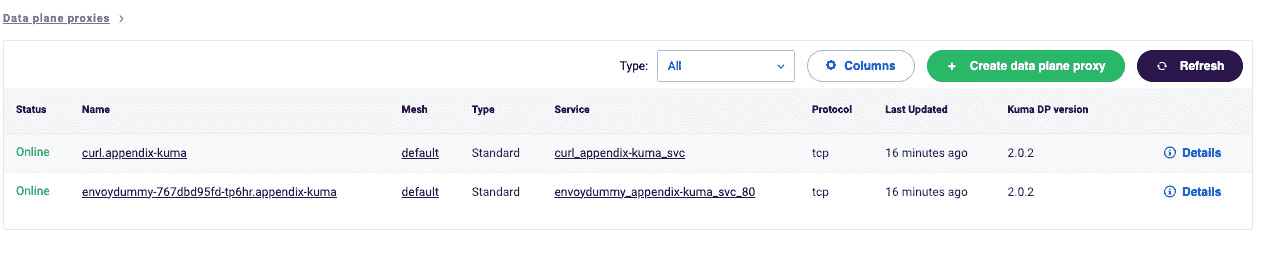 Data plane proxies >
Type: All Columns + Create data plane proxy Refresh
Status Name Mesh Type Service Protocol Last Updated Kuma DP version
Online curl.appendix-kuma default Standard curl_appendix-kuma_svc tcp 16 minutes ago 2.0.2 Details
Online envoydummy-767dbd95fd-tp6hr.appendix-kuma default Standard envoydummy_appendix-kuma_svc_80 tcp 16 minutes ago 2.0.2 Details